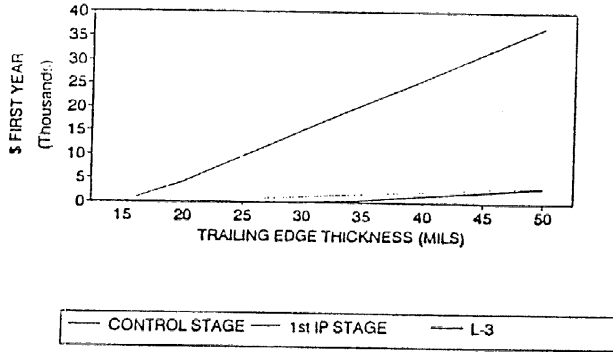 $ FIRST YEAR
(Thousands)
40
35
30
25
20
15
10
5
0
15 20 25 30 35 40 45 50
TRAILING EDGE THICKNESS (MILS)
CONTROL STAGE 1st IP STAGE L-3